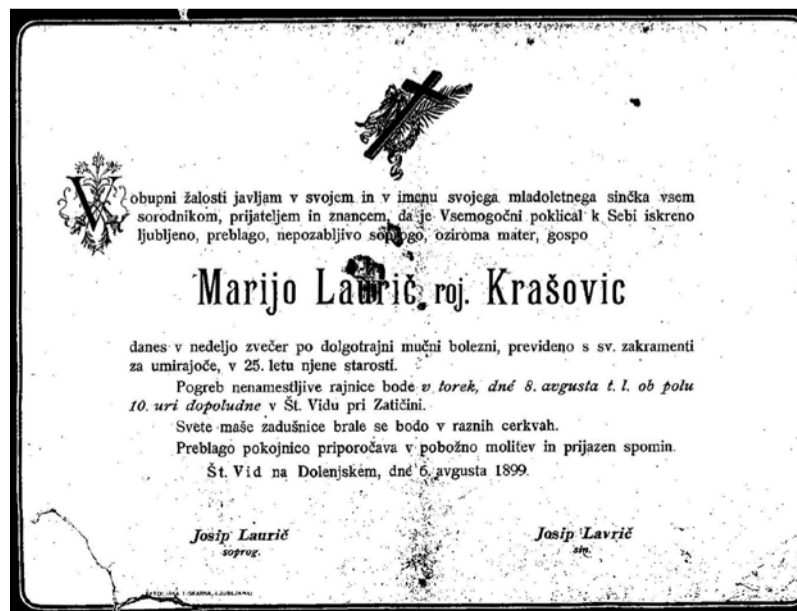 V obupni žalosti javljam v svojem in v imenu svojega mladoletnega sinčka vsem
sorodnikom, prijateljem in znancem, da je Vsemogočni poklical k Sebi iskreno
ljubljeno, preblago, nepozabljivo soprogo, oziroma mater, gospo
Marijo Laurič, roj. Krašovic
danes v nedeljo zvečer po dolgotrajni mučni bolezni, prevideno s sv. zakramenti
za umirajoče, v 25. letu njene starosti.
Pogreb nenamestljive rajnice bode v torek, dné 8. avgusta t. l. ob polu
10. uri dopoludne v Št. Vidu pri Zatičini.
Svete maše zadušnice brale se bodo v raznih cerkvah.
Preblago pokojnico priporočava v pobožno molitev in prijazen spomin.
Št. Vid na Dolenjskem, dné 6. avgusta 1899.
Josip Laurič
soprog.
Josip Lavrič
sin.
KATOLIŠKA TISKARNA, LJUBLJANA